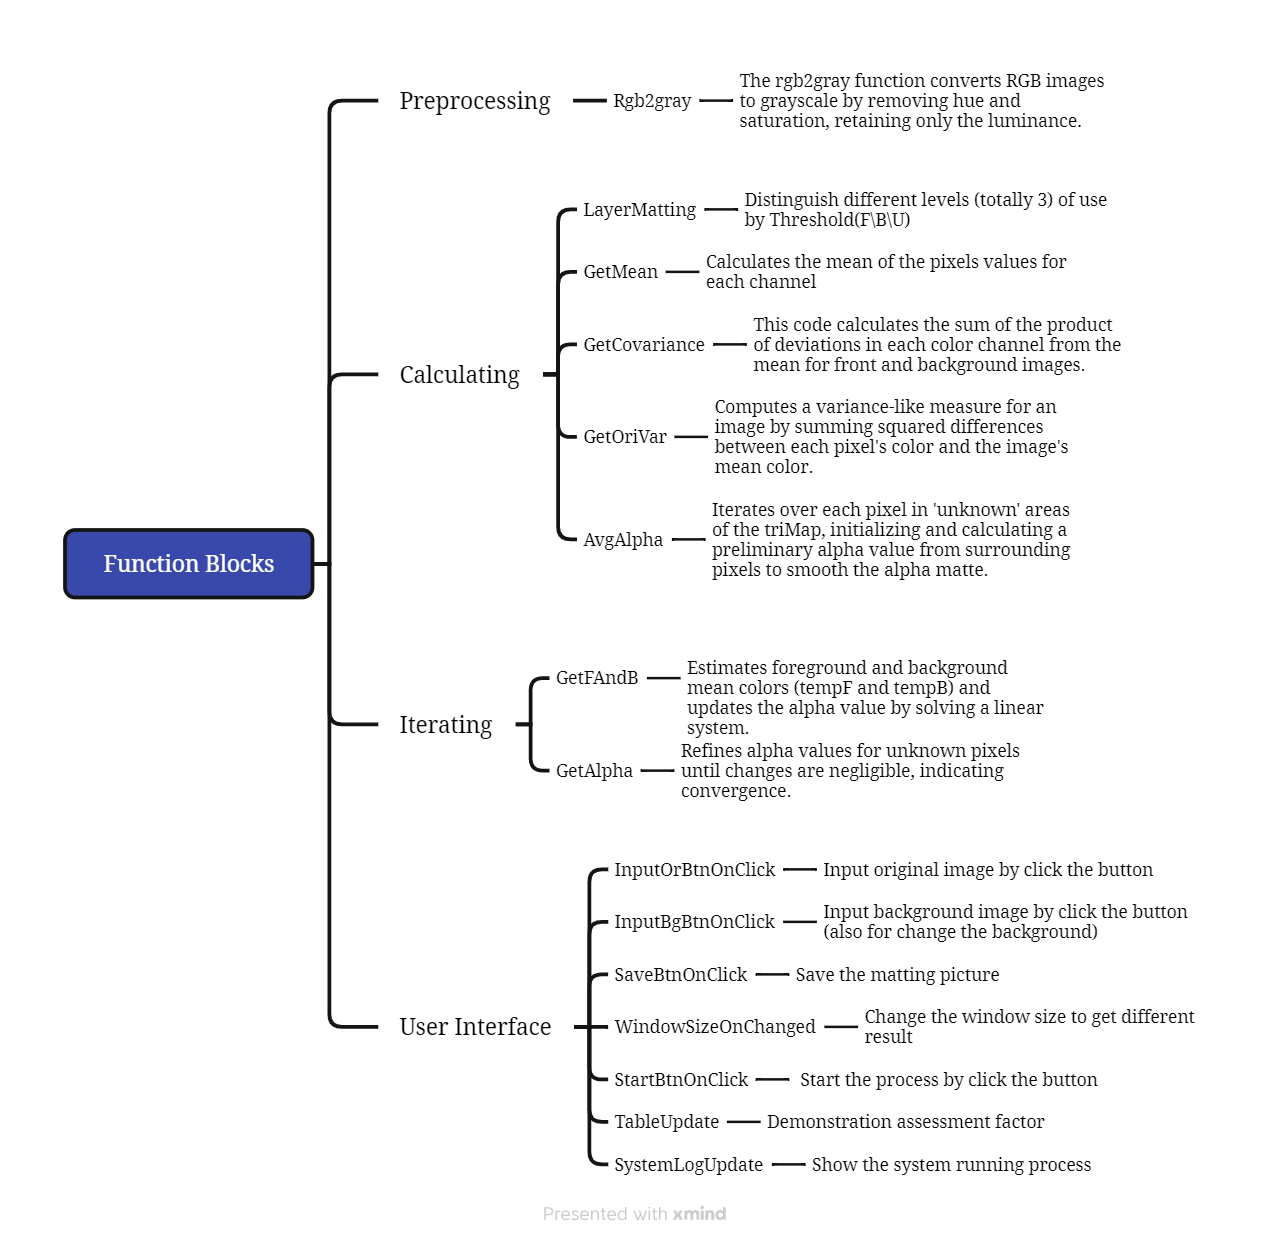 Function Blocks
Preprocessing
Rgb2gray
The rgb2gray function converts RGB images
to grayscale by removing hue and
saturation, retaining only the luminance.
Calculating
LayerMatting
Distinguish different levels (totally 3) of use
by Threshold(F\B\U)
GetMean
Calculates the mean of the pixels values for
each channel
GetCovariance
This code calculates the sum of the product
of deviations in each color channel from the
mean for front and background images.
GetOriVar
Computes a variance-like measure for an
image by summing squared differences
between each pixel's color and the image's
mean color.
AvgAlpha
Iterates over each pixel in 'unknown' areas
of the triMap, initializing and calculating a
preliminary alpha value from surrounding
pixels to smooth the alpha matte.
Iterating
GetFAndB
Estimates foreground and background
mean colors (tempF and tempB) and
updates the alpha value by solving a linear
system.
GetAlpha
Refines alpha values for unknown pixels
until changes are negligible, indicating
convergence.
User Interface
InputOrBtnOnClick
Input original image by click the button
InputBgBtnOnClick
Input background image by click the button
(also for change the background)
SaveBtnOnClick
Save the matting picture
WindowSizeOnChanged
Change the window size to get different
result
StartBtnOnClick
Start the process by click the button
TableUpdate
Demonstration assessment factor
SystemLogUpdate
Show the system running process
Presented with xmind